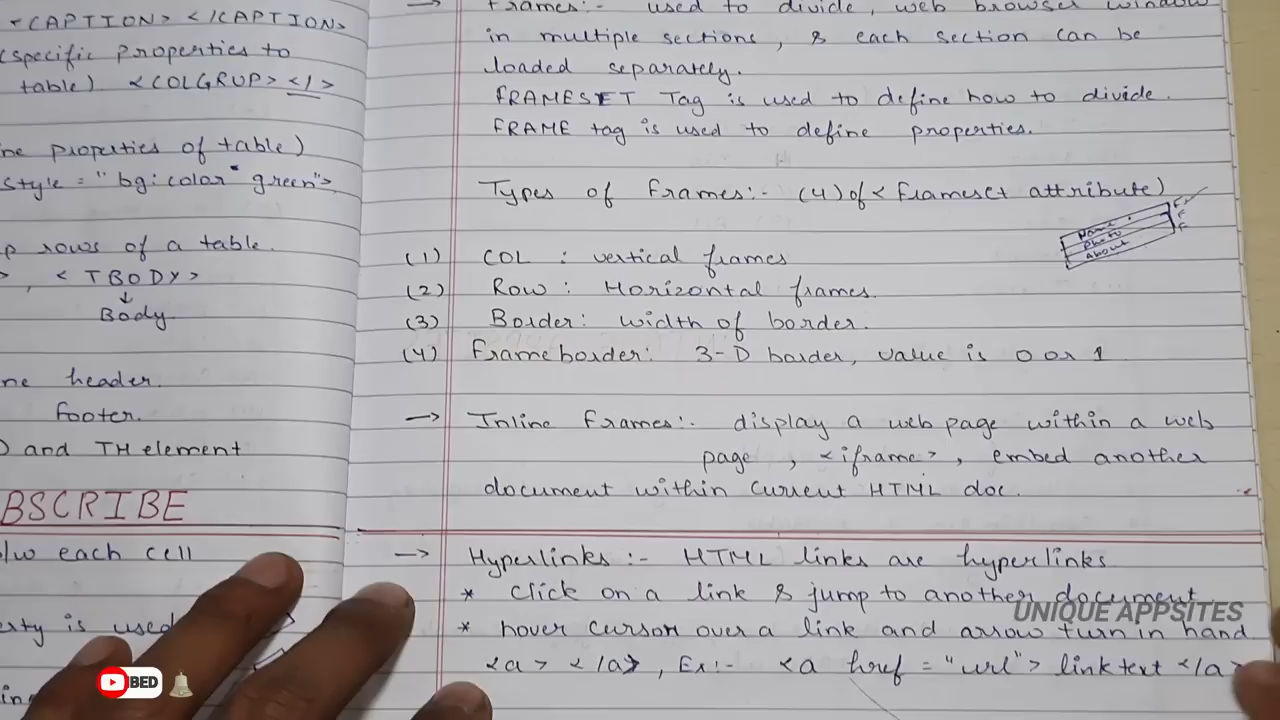 <CAPTION> </CAPTION>
(specific properties to
table) <COLGRUP> </>
ne properties of table)
style = "bg:color" green">
p rows of a table.
>, <TBODY>
↓
Body
ne header.
footer.
) and TH element
BSCRIBE
/w each cell
erty is used
ing
→ frames:- used to divide, web browser window
in multiple sections, & each section can be
loaded separately.
FRAMESET Tag is used to define how to divide.
FRAME tag is used to define properties.
Types of frames:- (4) of < frameset attribute)
Name :
Photo
About
F
F
F
(1) COL : vertical frames
(2) Row : Horizontal frames.
(3) Border : width of border.
(4) frameborder : 3-D border, value is 0 or 1
→ Inline frames:- display a web page within a web
page, <iframe>, embed another
document within current HTML doc.
→ Hyperlinks :- HTML links are hyperlinks
* click on a link & jump to another document
* hover cursor over a link and arrow turn in hand
<a> </a>, Ex:- <a href = "url"> link text </a>
UNIQUE APPSITES
BED